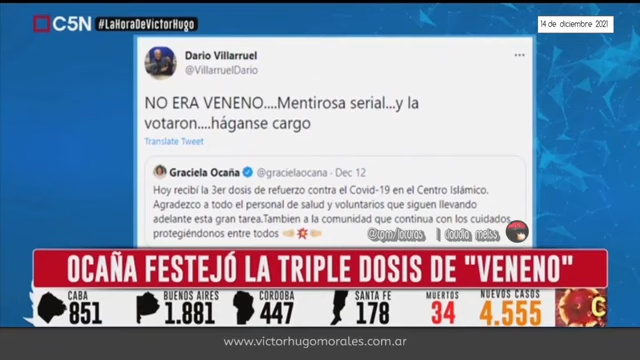 C5N #LaHoraDeVictorHugo
14 de diciembre 2021
Dario Villarruel
@VillarruelDario
NO ERA VENENO....Mentirosa serial...y la
votaron....háganse cargo
Translate Tweet
Graciela Ocaña @gracielaocana · Dec 12
Hoy recibí la 3er dosis de refuerzo contra el Covid-19 en el Centro Islámico.
Agradezco a todo el personal de salud y voluntarios que siguen llevando
adelante esta gran tarea.Tambien a la comunidad que continua con los cuidados
protegiéndonos entre todos
claudia meiss
OCAÑA FESTEJÓ LA TRIPLE DOSIS DE "VENENO"
CABA BUENOS AIRES CORDOBA SANTA FE MUERTOS NUEVOS CASOS
851 1.881 447 178 34 4.555
C
www.victorhugomorales.com.ar